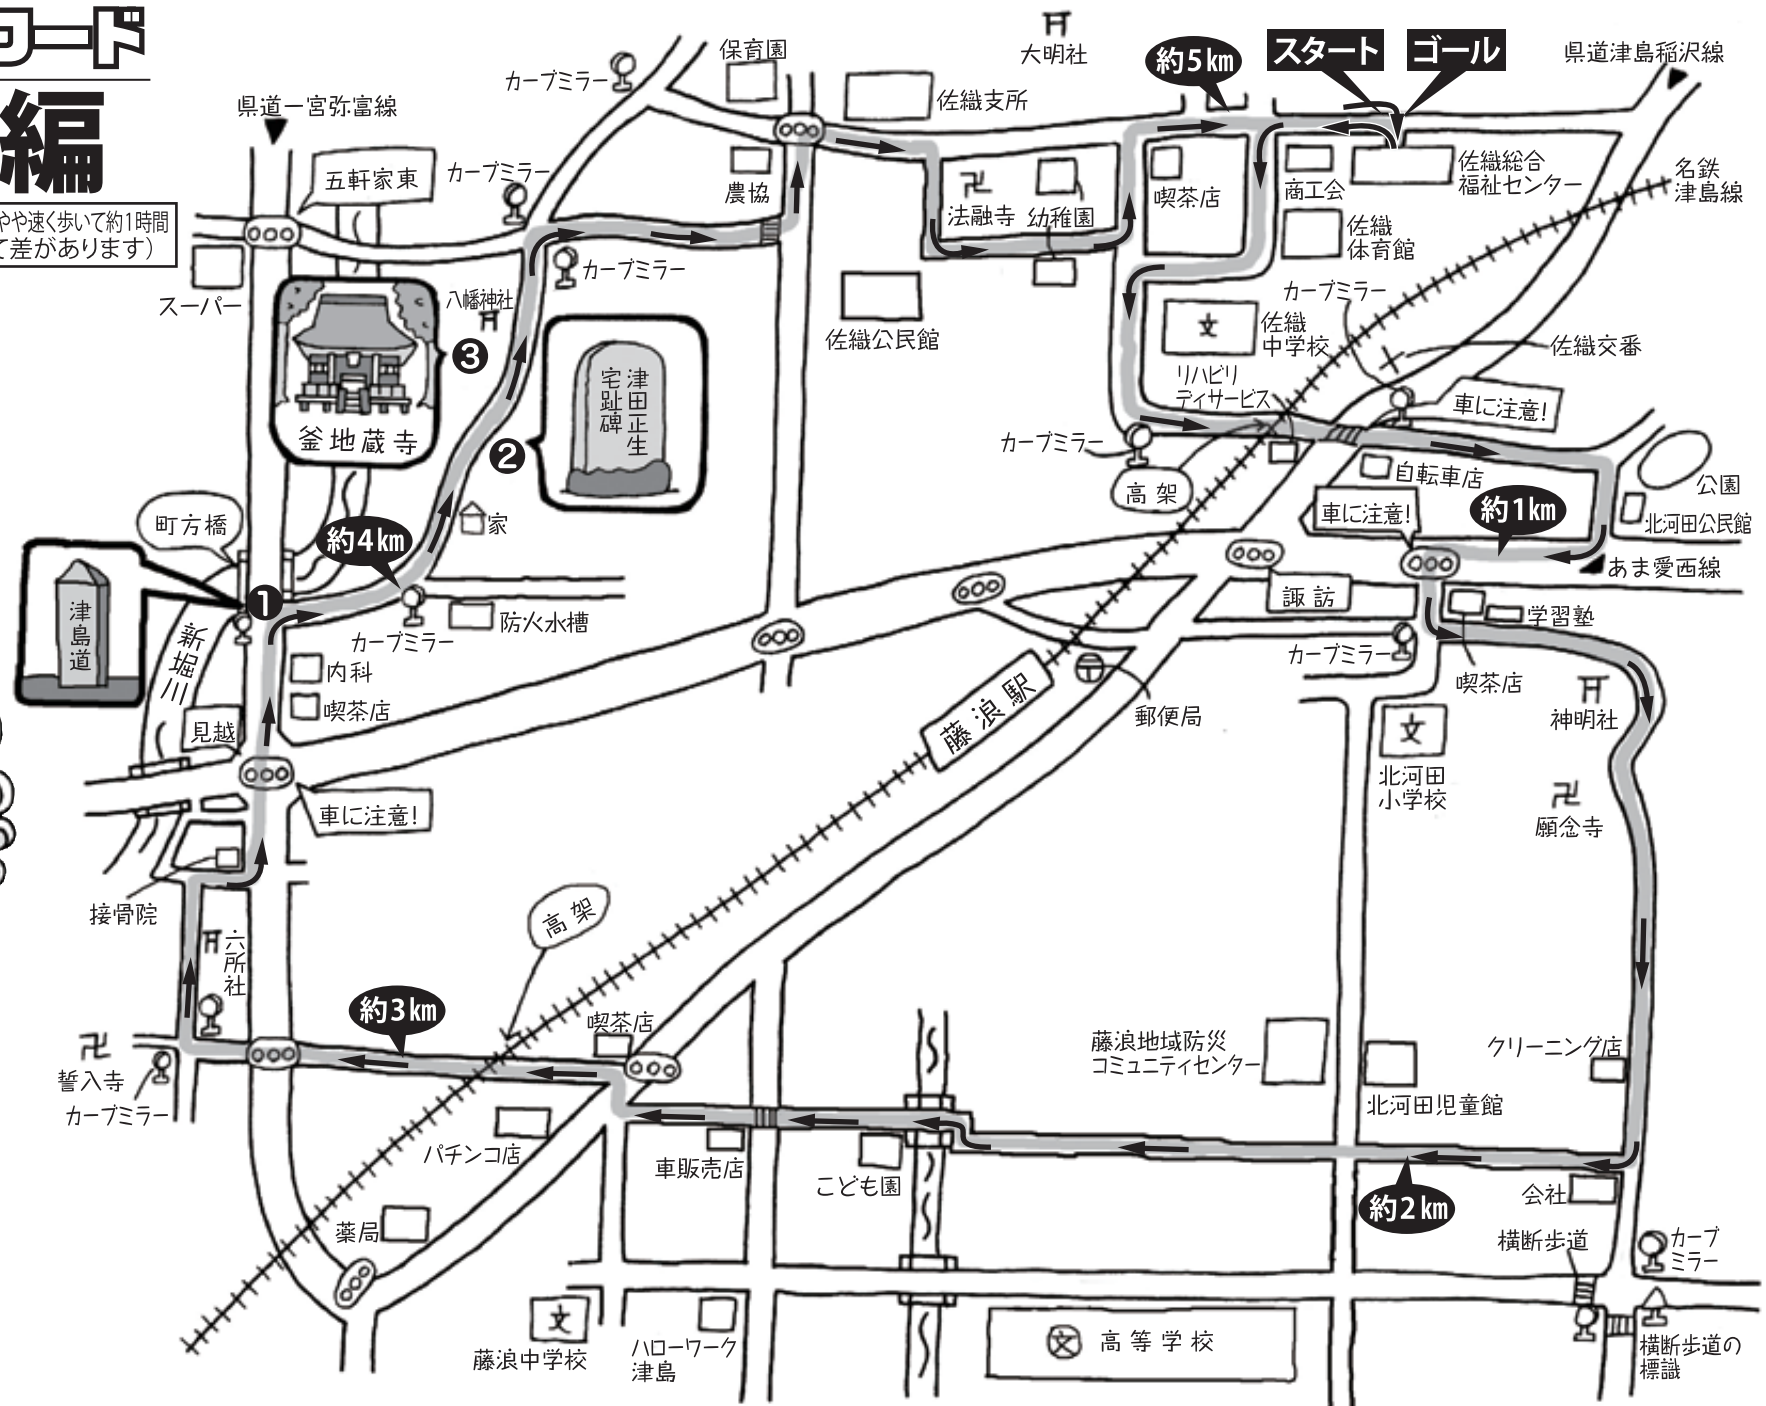 ワード
編
やや速く歩いて約1時間
て差があります）
県道一宮弥富線
五軒家東
スーパー
カーブミラー
カーブミラー
カーブミラー
保育園
農協
佐織支所
大明社
約5km
スタート
ゴール
県道津島稲沢線
佐織総合
福祉センター
名鉄
津島線
法融寺
幼稚園
喫茶店
商工会
佐織
体育館
八幡神社
釜地蔵寺
❸
津田正生
宅趾碑
❷
佐織公民館
カーブミラー
佐織
中学校
佐織交番
リハビリ
ディサービス
車に注意!
カーブミラー
高架
自転車店
車に注意!
約1km
公園
北河田公民館
あま愛西線
町方橋
約4km
家
津島道
❶
新堀川
カーブミラー
防火水槽
内科
喫茶店
見越
車に注意!
諏訪
学習塾
カーブミラー
喫茶店
神明社
藤浪駅
郵便局
文
文
北河田
小学校
願念寺
接骨院
六所社
高架
約3km
喫茶店
誓入寺
カーブミラー
パチンコ店
車販売店
こども園
藤浪地域防災
コミュニティセンター
北河田児童館
クリーニング店
約2km
会社
横断歩道
カーブ
ミラー
薬局
文
藤浪中学校
ハローワーク
津島
文
高等学校
横断歩道の
標識